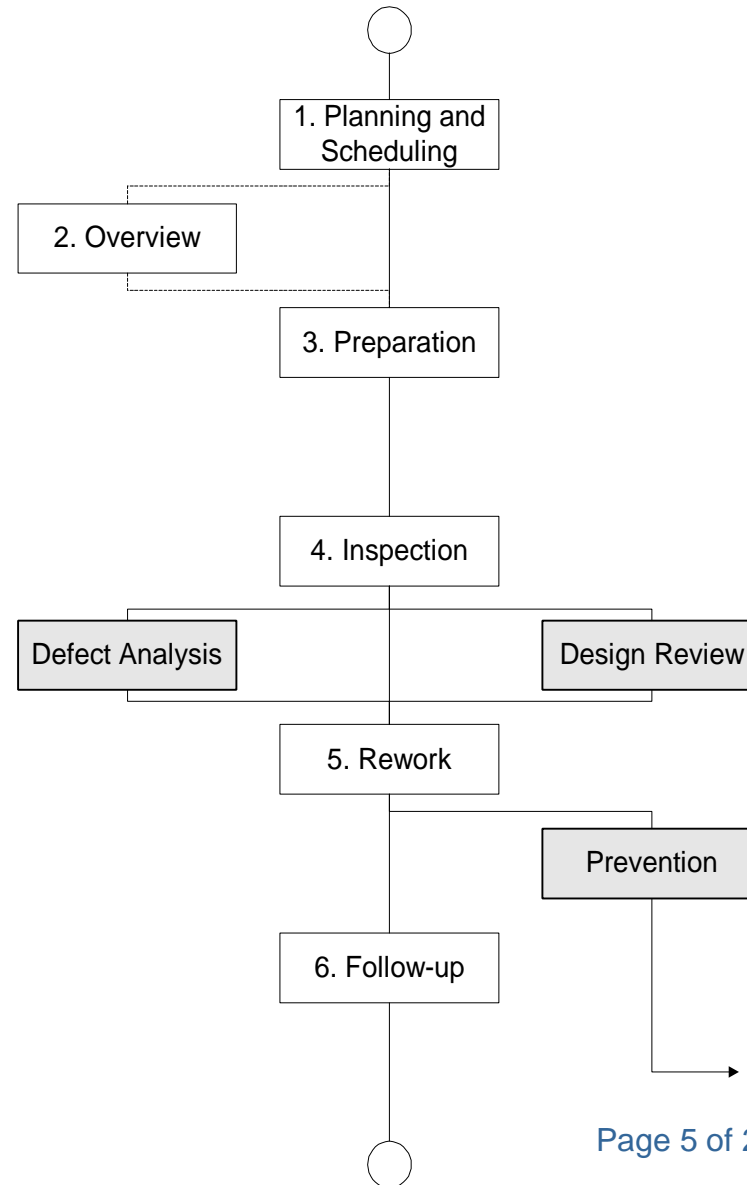 1. Planning and
Scheduling
2. Overview
3. Preparation
4. Inspection
Defect Analysis
Design Review
5. Rework
Prevention
6. Follow-up
Page 5 of 2